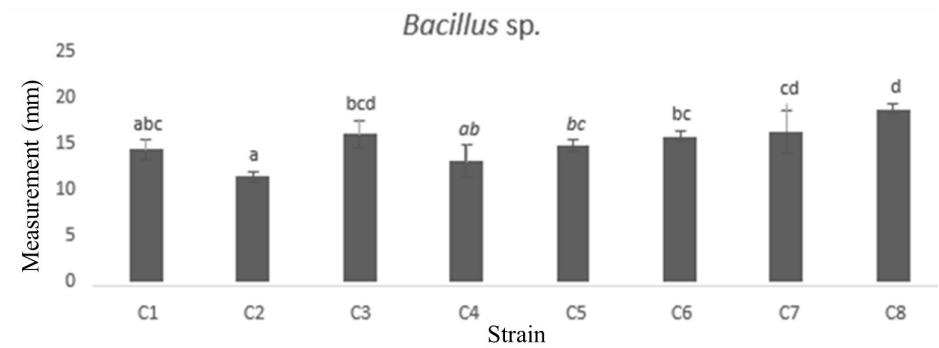 Bacillus sp.
25
20
15
10
5
0
Measurement (mm)
abc
a
bcd
ab
bc
bc
cd
d
C1 C2 C3 C4 C5 C6 C7 C8
Strain